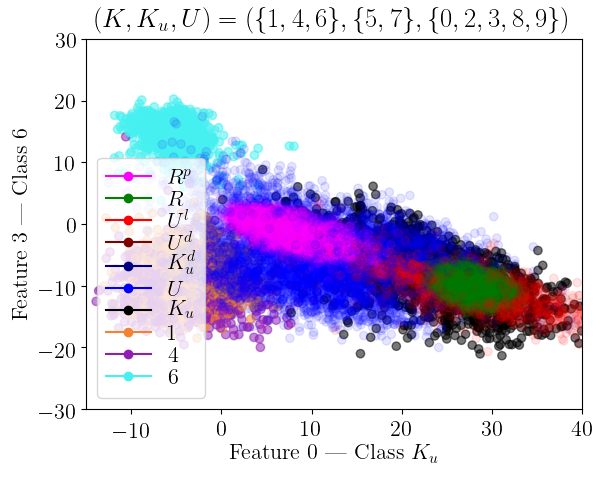 (K, K_u, U) = ({1, 4, 6}, {5, 7}, {0, 2, 3, 8, 9})
30
20
10
0
−10
−20
−30
Feature 3 — Class 6
R^p
R
U^l
U^d
K_u^d
U
K_u
1
4
6
−10 0 10 20 30 40
Feature 0 — Class K_u